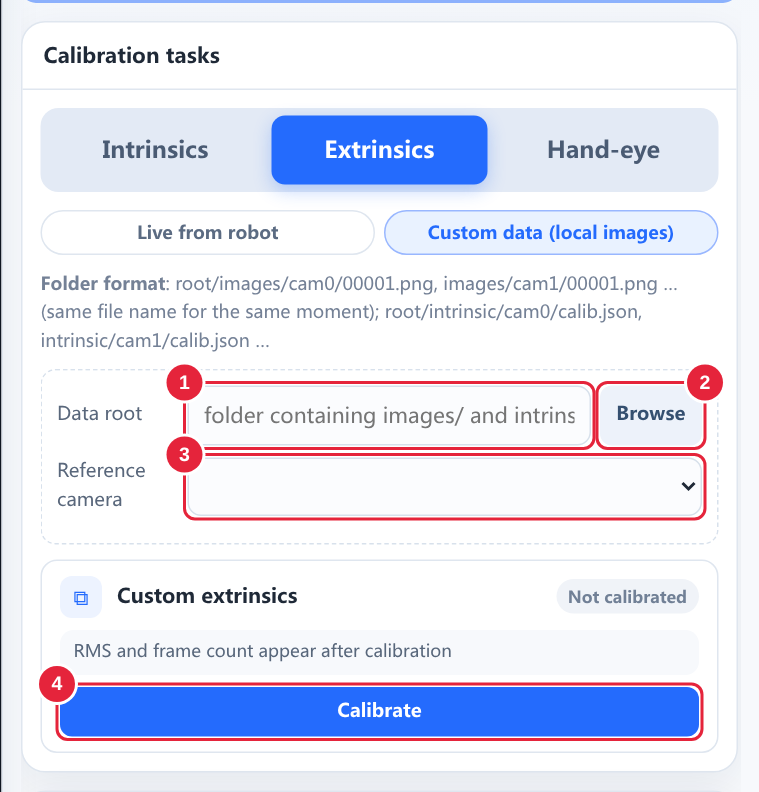 Calibration tasks
Intrinsics
Extrinsics
Hand-eye
Live from robot
Custom data (local images)
Folder format: root/images/cam0/00001.png, images/cam1/00001.png ...
(same file name for the same moment); root/intrinsic/cam0/calib.json,
intrinsic/cam1/calib.json ...
1
2
Data root
folder containing images/ and intrins
Browse
3
Reference
camera
Custom extrinsics
Not calibrated
RMS and frame count appear after calibration
4
Calibrate